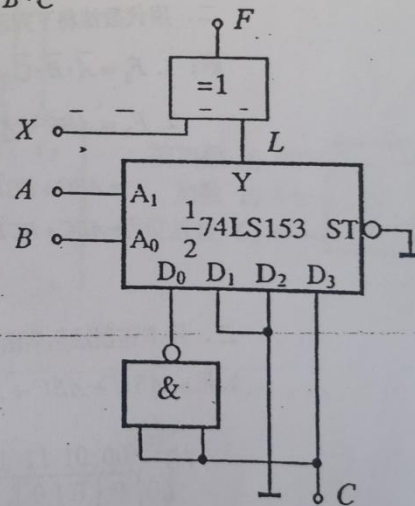 B · C
F
=1
X
L
Y
A
A₁
½-74LS153
ST
B
A₀
D₀ D₁ D₂ D₃
&
C